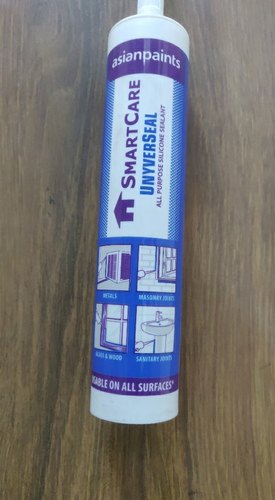 asianpaints
SMARTCARE
UNYVERSEAL
ALL PURPOSE SILICONE SEALANT
METALS
MASONRY JOINTS
GLASS & WOOD
SANITARY JOINTS
ABLE ON ALL SURFACES*